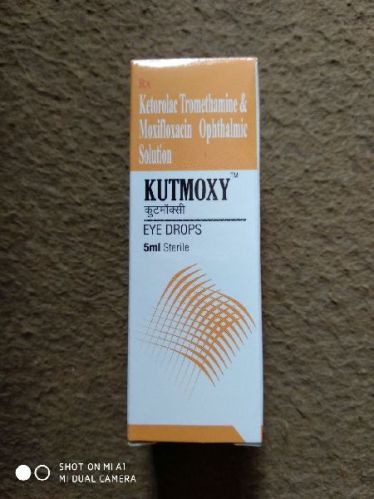 Rx
Ketorolac Tromethamine &
Moxifloxacin Ophthalmic
Solution
KUTMOXY™
कुटमॉक्सी
EYE DROPS
5ml Sterile
SHOT ON MI A1
MI DUAL CAMERA